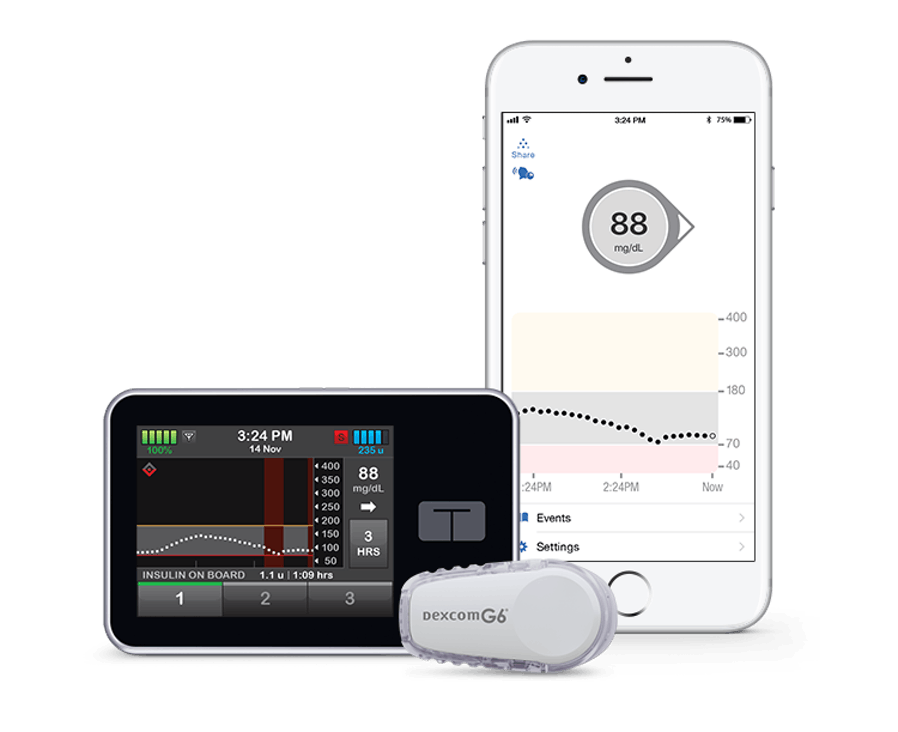 3:24 PM
75%
Share
88
mg/dL
400
300
180
70
40
:24PM
2:24PM
Now
Events
Settings
3:24 PM
14 Nov
100%
S
235 u
400
350
300
250
200
150
100
50
88
mg/dL
3
HRS
INSULIN ON BOARD 1.1 u | 1:09 hrs
1 2 3
DEXCOM G6